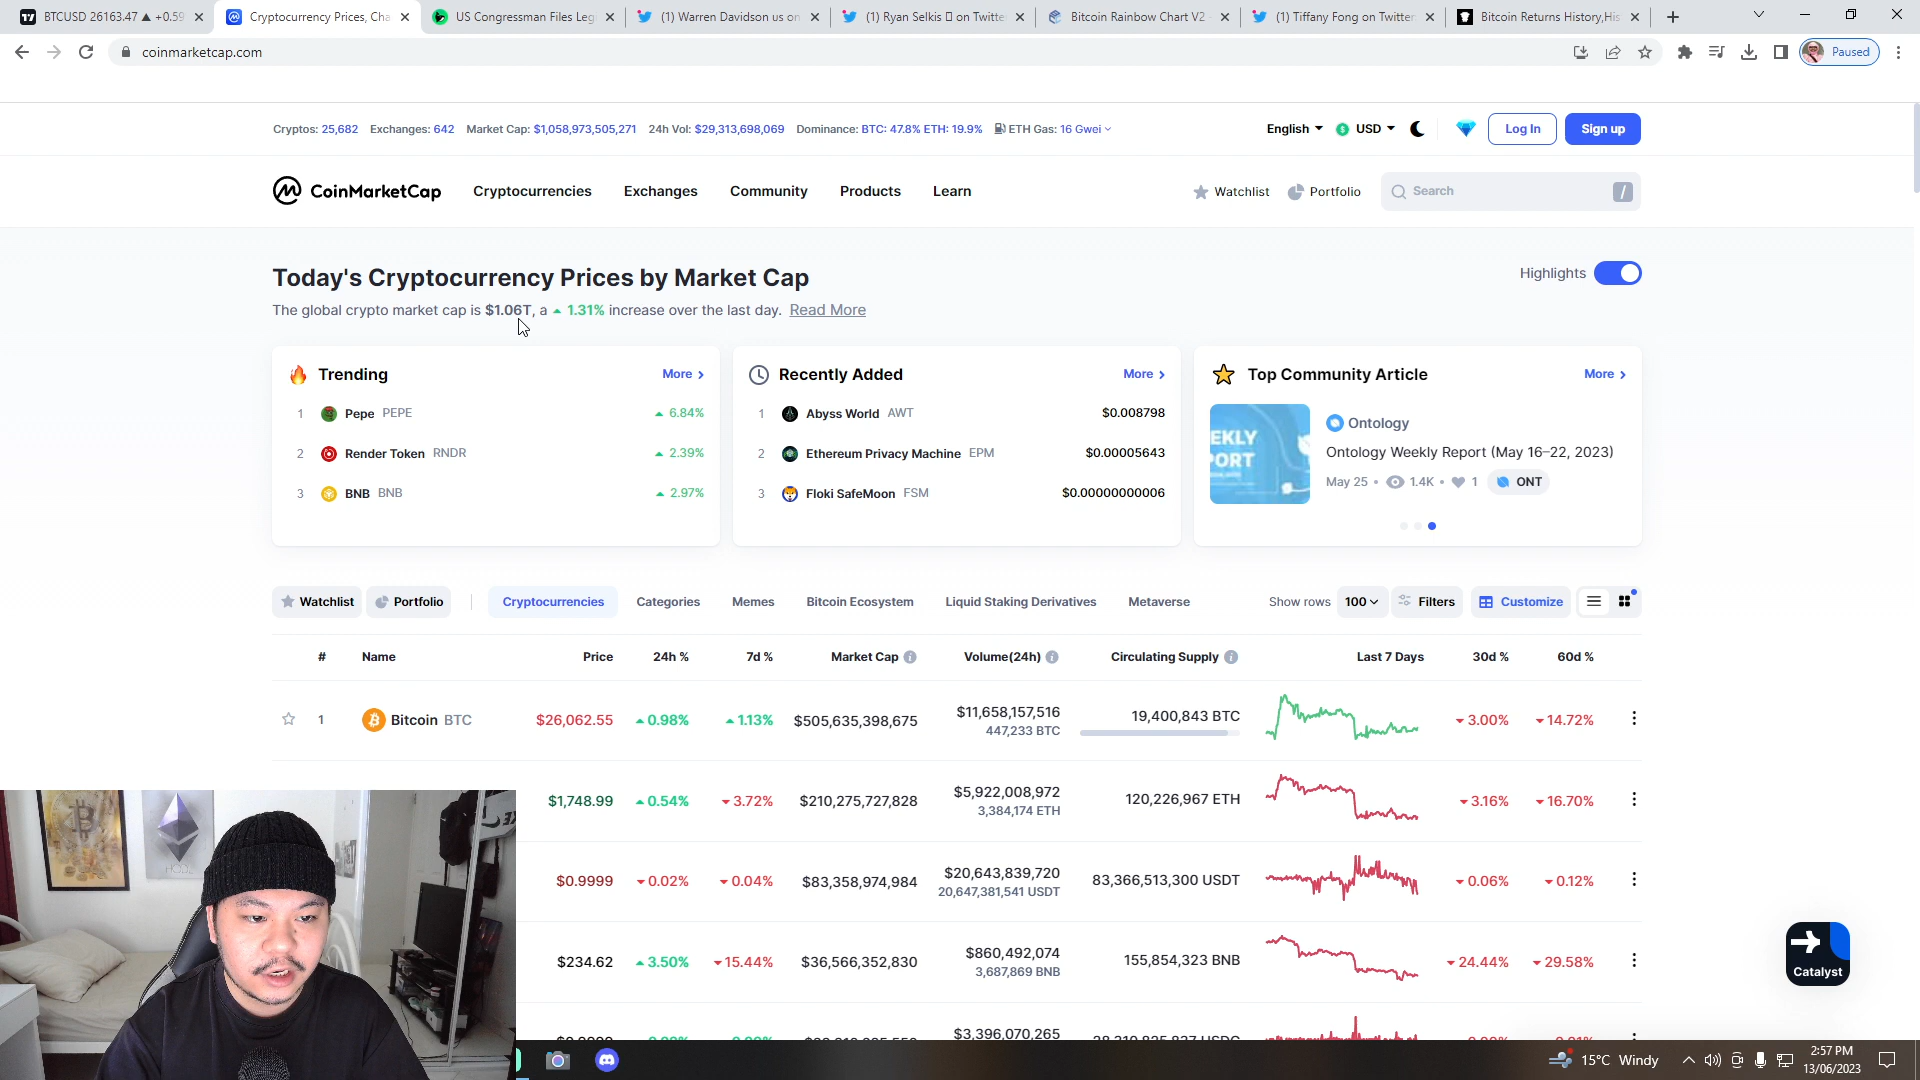 BTCUSD 26163.47 ▲ +0.59
Cryptocurrency Prices, Cha
US Congressman Files Leg
(1) Warren Davidson us on
(1) Ryan Selkis on Twitte
Bitcoin Rainbow Chart V2
(1) Tiffany Fong on Twitter
Bitcoin Returns History,His
coinmarketcap.com
Paused
Cryptos: 25,682 Exchanges: 642 Market Cap: $1,058,973,505,271 24h Vol: $29,313,698,069 Dominance: BTC: 47.8% ETH: 19.9% ETH Gas: 16 Gwei
English USD Log In Sign up
CoinMarketCap Cryptocurrencies Exchanges Community Products Learn
Watchlist Portfolio Search /
Today's Cryptocurrency Prices by Market Cap
Highlights
The global crypto market cap is $1.06T, a ▲ 1.31% increase over the last day. Read More
Trending More >
1 Pepe PEPE ▲ 6.84%
2 Render Token RNDR ▲ 2.39%
3 BNB BNB ▲ 2.97%
Recently Added More >
1 Abyss World AWT $0.008798
2 Ethereum Privacy Machine EPM $0.00005643
3 Floki SafeMoon FSM $0.00000000006
Top Community Article More >
EKLY
PORT
Ontology
Ontology Weekly Report (May 16–22, 2023)
May 25 • 1.4K • 1 ONT
Watchlist Portfolio Cryptocurrencies Categories Memes Bitcoin Ecosystem Liquid Staking Derivatives Metaverse Show rows 100 Filters Customize
# Name Price 24h % 7d % Market Cap Volume(24h) Circulating Supply Last 7 Days 30d % 60d %
1 Bitcoin BTC $26,062.55 ▲0.98% ▲1.13% $505,635,398,675 $11,658,157,516 19,400,843 BTC ▼3.00% ▼14.72%
447,233 BTC
$1,748.99 ▲0.54% ▼3.72% $210,275,727,828 $5,922,008,972 120,226,967 ETH ▼3.16% ▼16.70%
3,384,174 ETH
$0.9999 ▼0.02% ▼0.04% $83,358,974,984 $20,643,839,720 83,366,513,300 USDT ▼0.06% ▼0.12%
20,647,381,541 USDT
$234.62 ▲3.50% ▼15.44% $36,566,352,830 $860,492,074 155,854,323 BNB ▼24.44% ▼29.58%
3,687,869 BNB
$3,396,070,265
Catalyst
HODL
15°C Windy
2:57 PM
13/06/2023